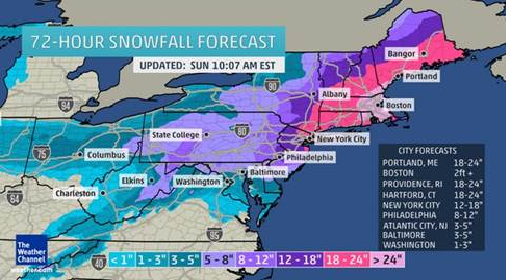 72-HOUR SNOWFALL FORECAST
UPDATED: SUN 10:07 AM EST
Bangor
Portland
90
Albany
Boston
94
State College
80
New York City
75
Columbus
Philadelphia
Baltimore
Elkins
Washington
Charleston
64
95
40
CITY FORECASTS
PORTLAND, ME 18-24"
BOSTON 2ft +
PROVIDENCE, RI 18-24"
HARTFORD, CT 18-24"
NEW YORK CITY 12-18"
PHILADELPHIA 8-12"
ATLANTIC CITY, NJ 3-5"
BALTIMORE 3-5"
WASHINGTON 1-3"
The
Weather
Channel
weather.com
< 1" 1-3" 3-5" 5-8" 8-12" 12-18" 18-24" > 24"